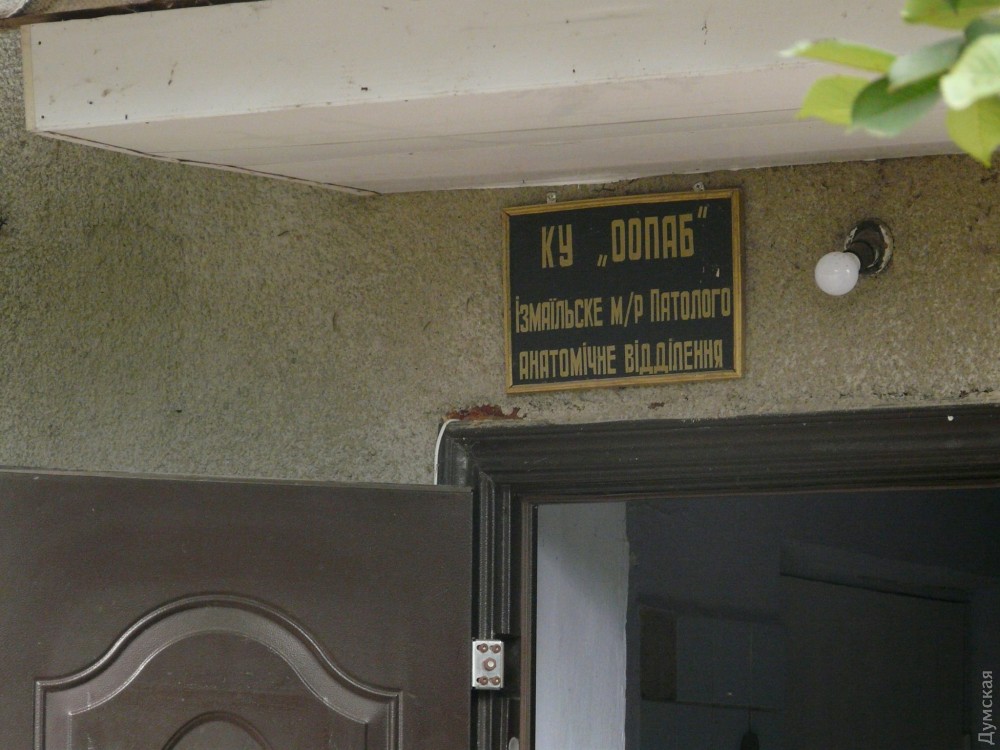 КУ „ООПАБ“
Ізмаїльске м/р Патолого
анатомічне відділення
Думская